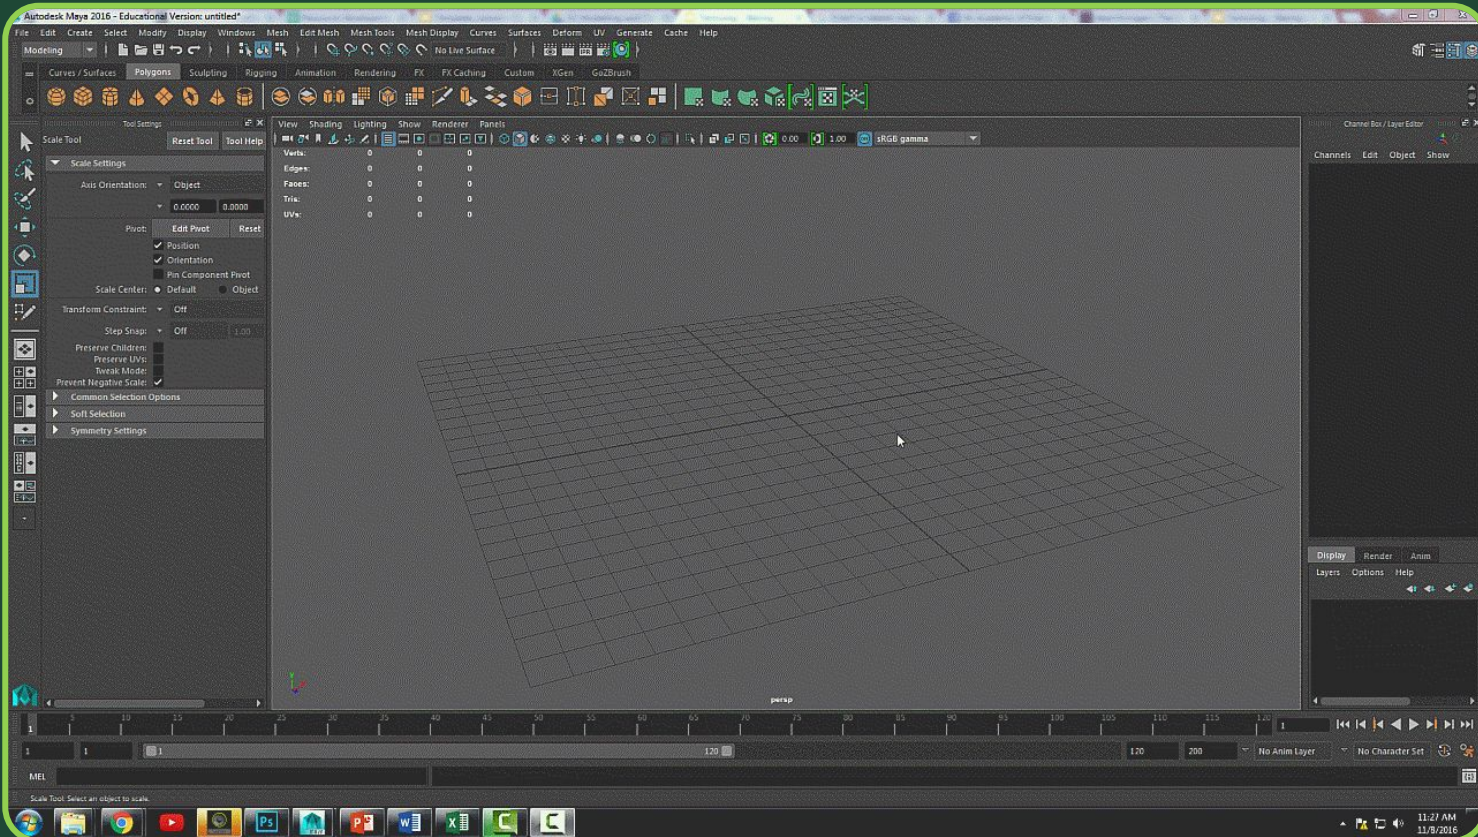 Autodesk Maya 2016 - Educational Version: untitled*
File Edit Create Select Modify Display Windows Mesh Edit Mesh Mesh Tools Mesh Display Curves Surfaces Deform UV Generate Cache Help
Modeling No Live Surface
Curves / Surfaces Polygons Sculpting Rigging Animation Rendering FX FX Caching Custom XGen GoZBrush
Tool Settings
Scale Tool Reset Tool Tool Help
Scale Settings
Axis Orientation: Object
0.0000 0.0000
Pivot: Edit Pivot Reset
Position
Orientation
Pin Component Pivot
Scale Center: Default Object
Transform Constraint: Off
Step Snap: Off 1.00
Preserve Children:
Preserve UVs:
Tweak Mode:
Prevent Negative Scale:
Common Selection Options
Soft Selection
Symmetry Settings
View Shading Lighting Show Renderer Panels
0.00 1.00 sRGB gamma
Verts: 0 0 0
Edges: 0 0 0
Faces: 0 0 0
Tris: 0 0 0
UVs: 0 0 0
persp
Channel Box / Layer Editor
Channels Edit Object Show
Display Render Anim
Layers Options Help
1 5 10 15 20 25 30 35 40 45 50 55 60 65 70 75 80 85 90 95 100 105 110 115 120 1
1 1 1 120 120 200 No Anim Layer No Character Set
MEL
Scale Tool: Select an object to scale.
Ps
11:27 AM
11/8/2016